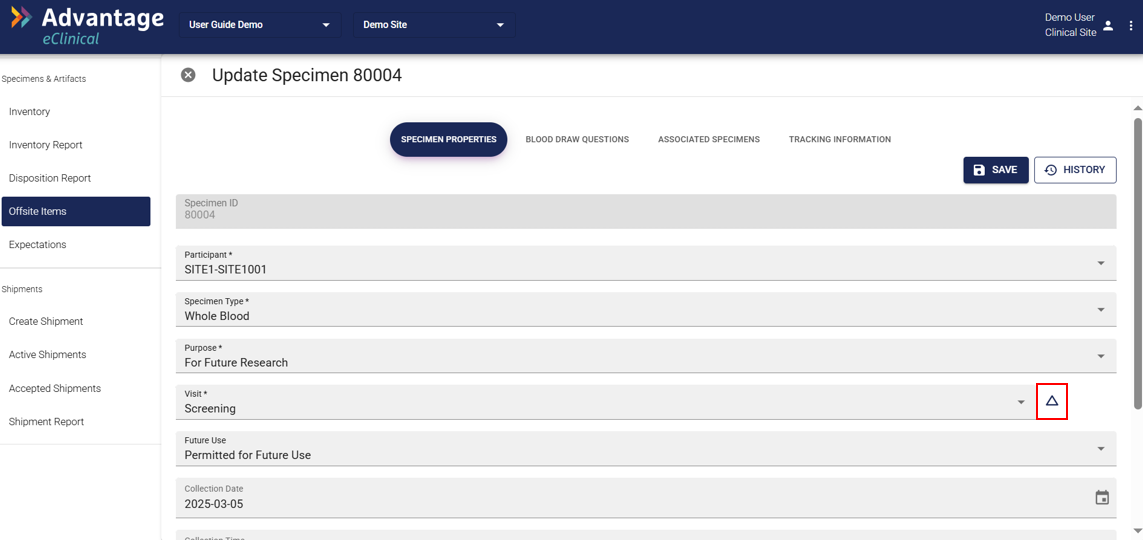 Advantage
eClinical
User Guide Demo
Demo Site
Demo User
Clinical Site
Specimens & Artifacts
Inventory
Inventory Report
Disposition Report
Offsite Items
Expectations
Shipments
Create Shipment
Active Shipments
Accepted Shipments
Shipment Report
Update Specimen 80004
SPECIMEN PROPERTIES
BLOOD DRAW QUESTIONS
ASSOCIATED SPECIMENS
TRACKING INFORMATION
SAVE
HISTORY
Specimen ID
80004
Participant *
SITE1-SITE1001
Specimen Type *
Whole Blood
Purpose *
For Future Research
Visit *
Screening
Future Use
Permitted for Future Use
Collection Date
2025-03-05
Collection Time